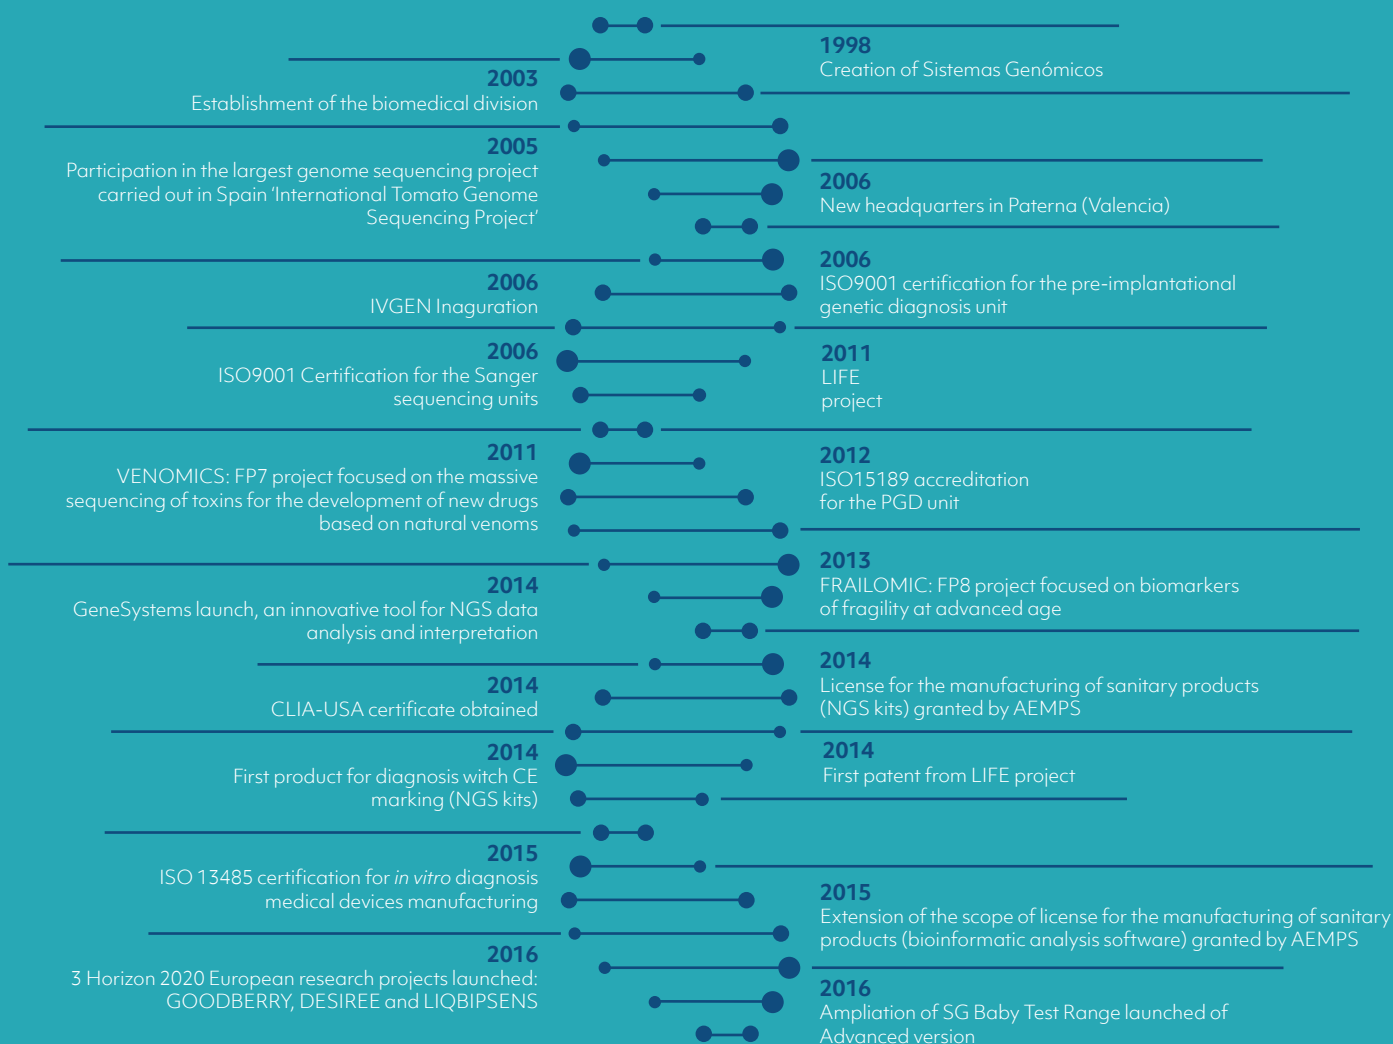 1998
Creation of Sistemas Genómicos
2003
Establishment of the biomedical division
2005
Participation in the largest genome sequencing project
carried out in Spain ‘International Tomato Genome
Sequencing Project’
2006
New headquarters in Paterna (Valencia)
2006
ISO9001 certification for the pre-implantational
genetic diagnosis unit
2006
IVGEN Inaguration
2006
ISO9001 Certification for the Sanger
sequencing units
2011
LIFE
project
2011
VENOMICS: FP7 project focused on the massive
sequencing of toxins for the development of new drugs
based on natural venoms
2012
ISO15189 accreditation
for the PGD unit
2013
FRAILOMIC: FP8 project focused on biomarkers
of fragility at advanced age
2014
GeneSystems launch, an innovative tool for NGS data
analysis and interpretation
2014
License for the manufacturing of sanitary products
(NGS kits) granted by AEMPS
2014
CLIA-USA certificate obtained
2014
First patent from LIFE project
2014
First product for diagnosis witch CE
marking (NGS kits)
2015
ISO 13485 certification for in vitro diagnosis
medical devices manufacturing
2015
Extension of the scope of license for the manufacturing of sanitary
products (bioinformatic analysis software) granted by AEMPS
2016
3 Horizon 2020 European research projects launched:
GOODBERRY, DESIREE and LIQBIPSENS
2016
Ampliation of SG Baby Test Range launched of
Advanced version